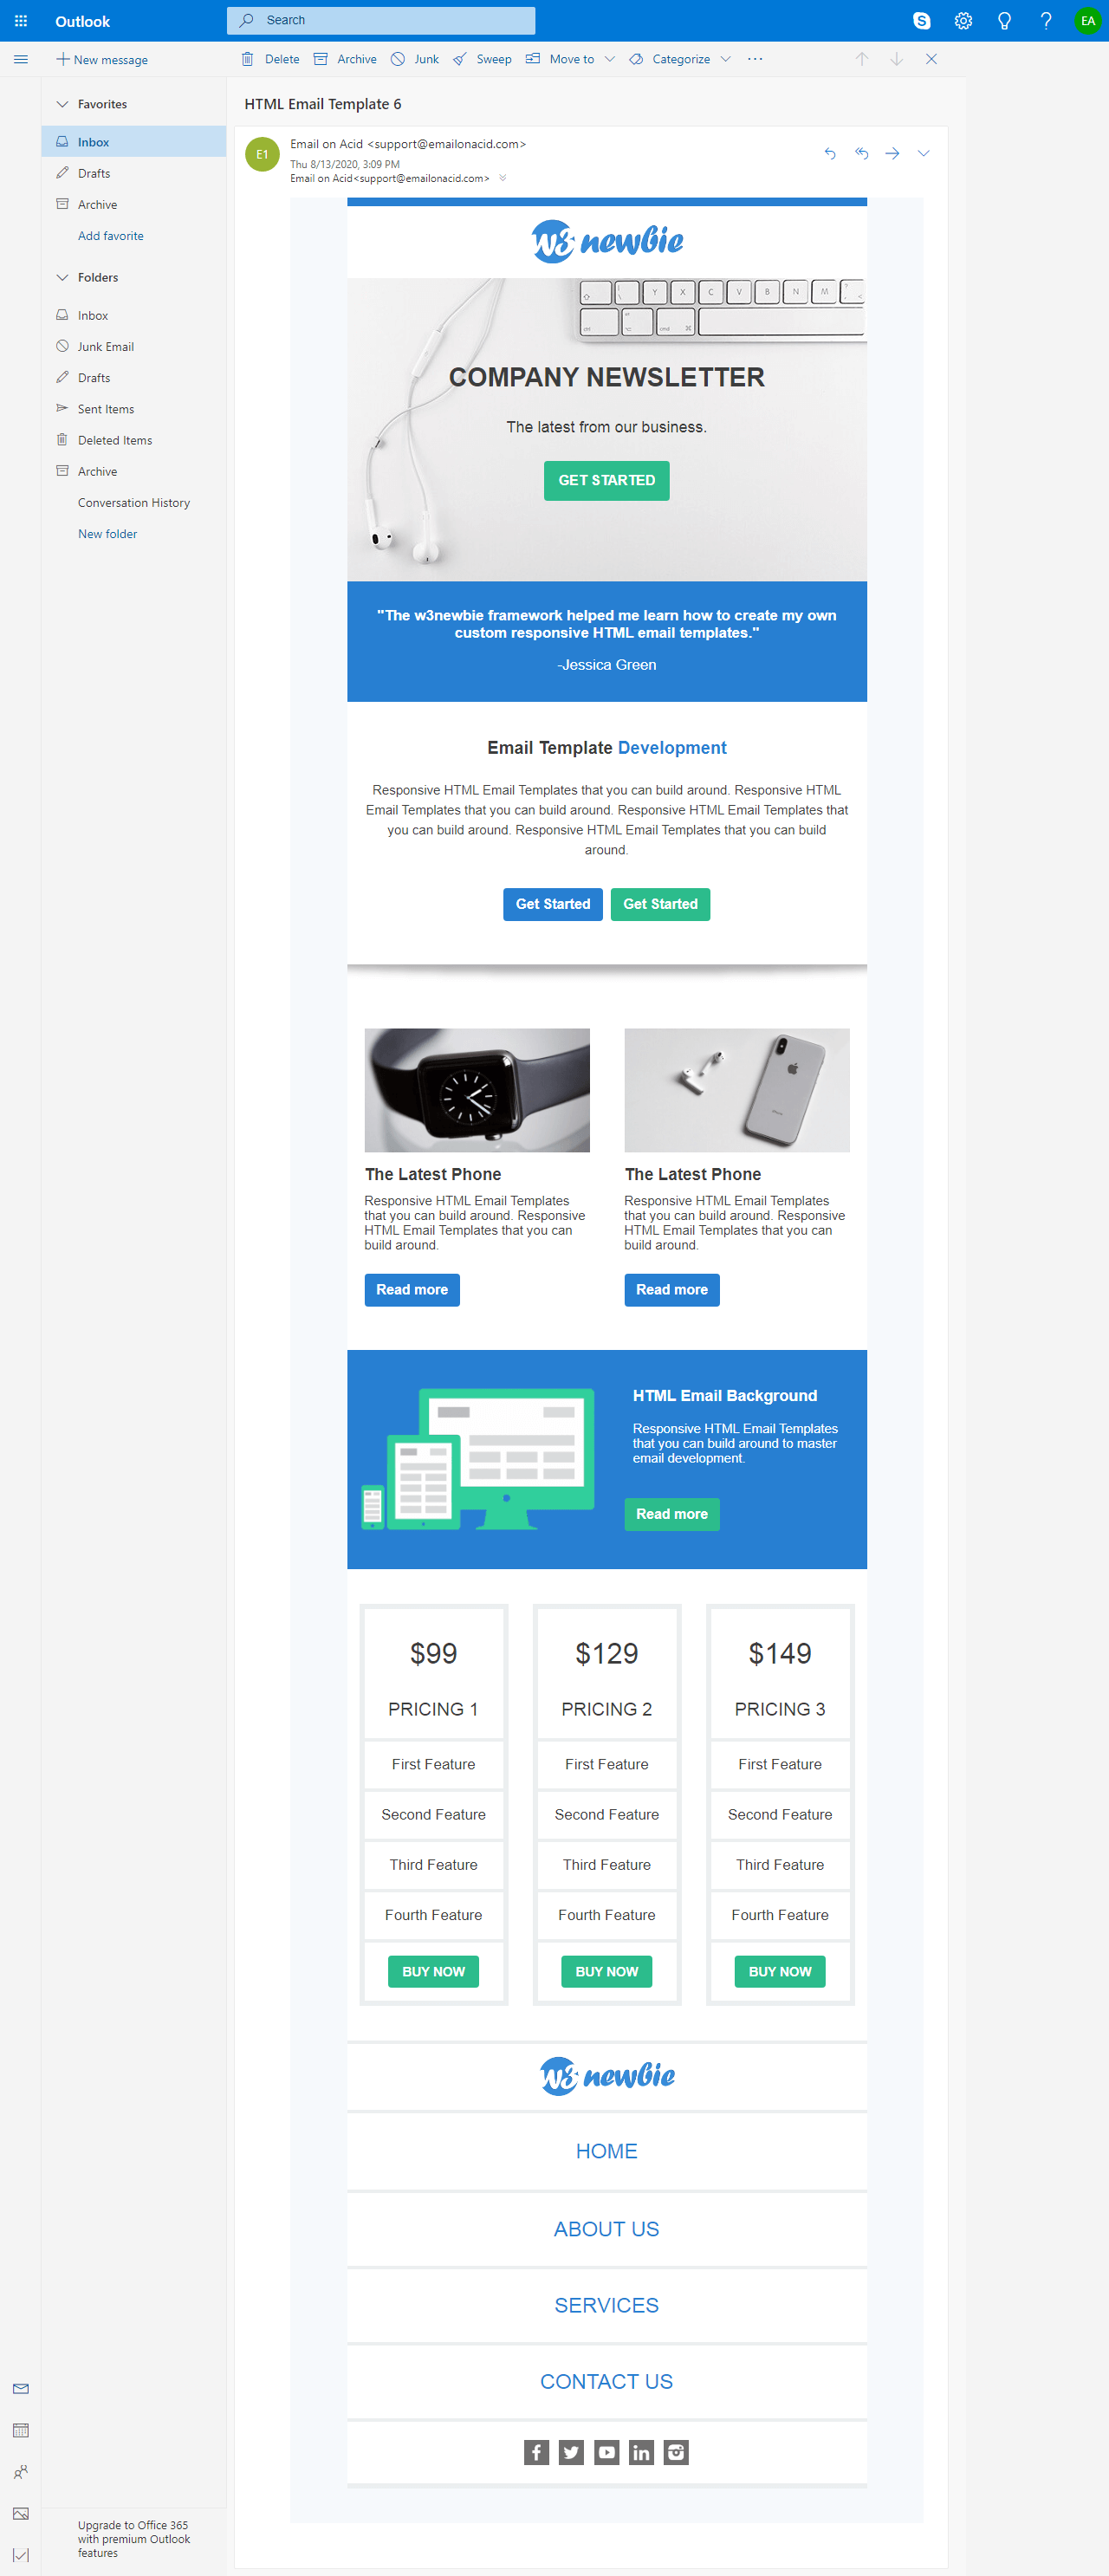 Outlook
Search
S
EA
New message
Delete
Archive
Junk
Sweep
Move to
Categorize
Favorites
Inbox
Drafts
Archive
Add favorite
Folders
Inbox
Junk Email
Drafts
Sent Items
Deleted Items
Archive
Conversation History
New folder
HTML Email Template 6
E1
Email on Acid <support@emailonacid.com>
Thu 8/13/2020, 3:09 PM
Email on Acid<support@emailonacid.com>
w3 newbie
Y X C V B N M
ctrl
cmd
COMPANY NEWSLETTER
The latest from our business.
GET STARTED
"The w3newbie framework helped me learn how to create my own
custom responsive HTML email templates."
-Jessica Green
Email Template Development
Responsive HTML Email Templates that you can build around. Responsive HTML
Email Templates that you can build around. Responsive HTML Email Templates that
you can build around. Responsive HTML Email Templates that you can build
around.
Get Started
Get Started
The Latest Phone
Responsive HTML Email Templates
that you can build around. Responsive
HTML Email Templates that you can
build around.
Read more
The Latest Phone
Responsive HTML Email Templates
that you can build around. Responsive
HTML Email Templates that you can
build around.
Read more
HTML Email Background
Responsive HTML Email Templates
that you can build around to master
email development.
Read more
$99
PRICING 1
First Feature
Second Feature
Third Feature
Fourth Feature
BUY NOW
$129
PRICING 2
First Feature
Second Feature
Third Feature
Fourth Feature
BUY NOW
$149
PRICING 3
First Feature
Second Feature
Third Feature
Fourth Feature
BUY NOW
w3 newbie
HOME
ABOUT US
SERVICES
CONTACT US
Upgrade to Office 365
with premium Outlook
features